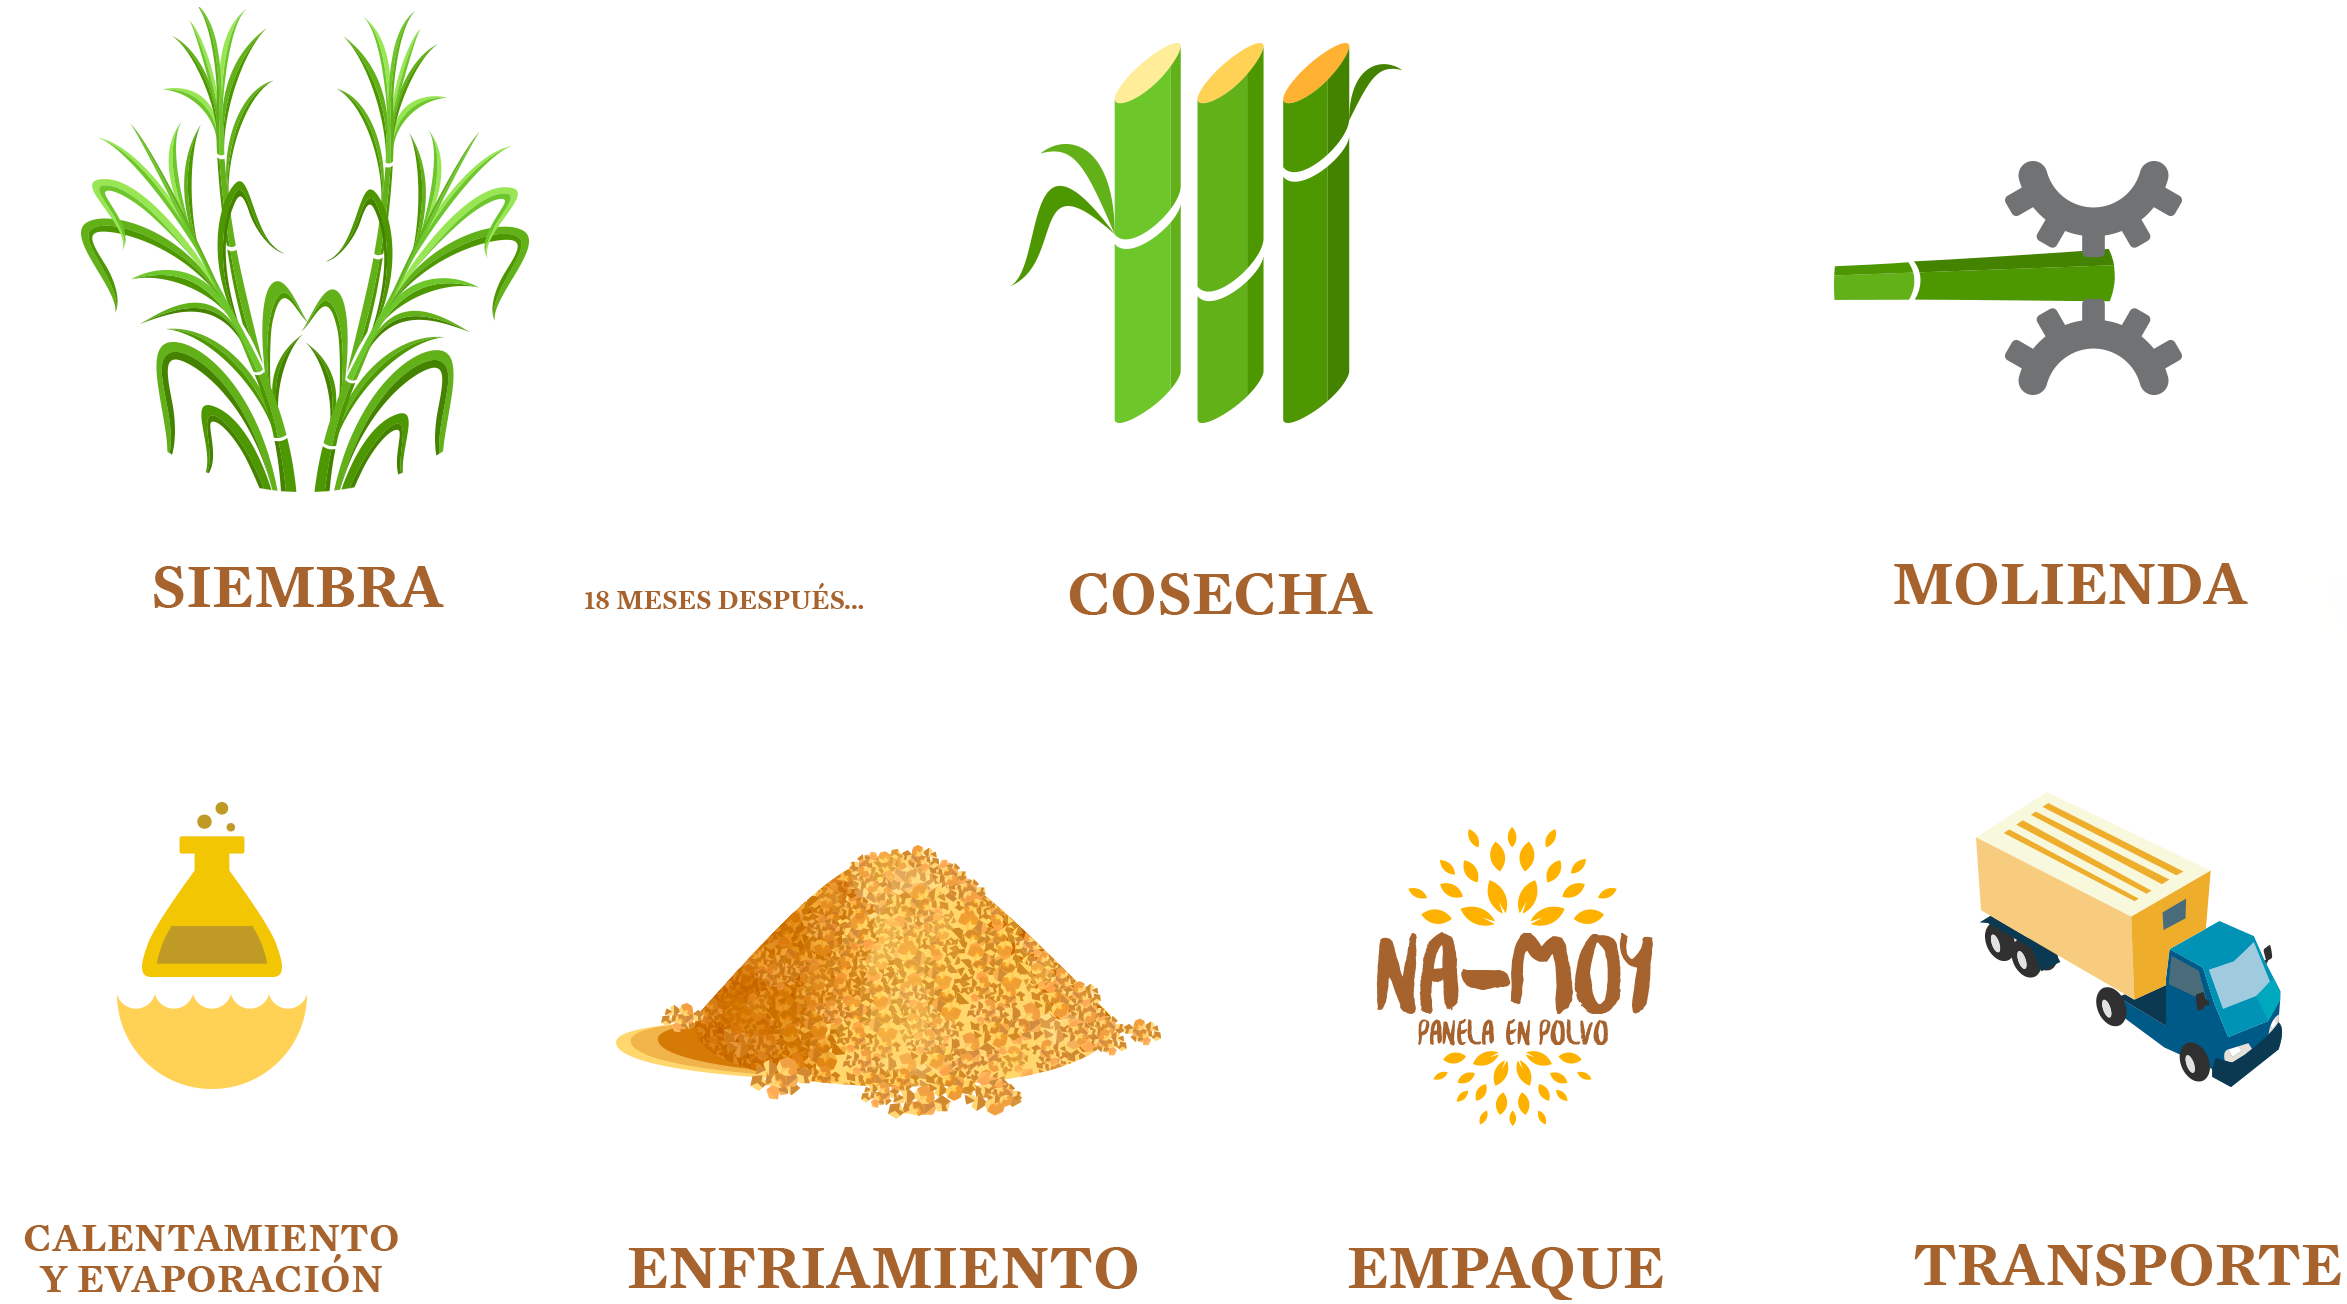 SIEMBRA
18 MESES DESPUÉS...
COSECHA
MOLIENDA
NA-MOY
PANELA EN POLVO
CALENTAMIENTO
Y EVAPORACIÓN
ENFRIAMIENTO
EMPAQUE
TRANSPORTE